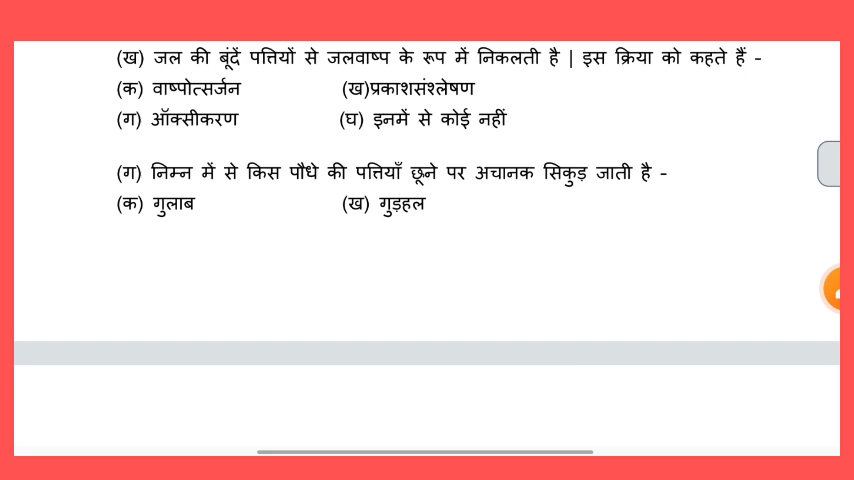 (ख) जल की बूंदें पत्तियों से जलवाष्प के रूप में निकलती है | इस क्रिया को कहते हैं -
(क) वाष्पोत्सर्जन (ख)प्रकाशसंश्लेषण
(ग) ऑक्सीकरण (घ) इनमें से कोई नहीं
(ग) निम्न में से किस पौधे की पत्तियाँ छूने पर अचानक सिकुड़ जाती है -
(क) गुलाब (ख) गुड़हल